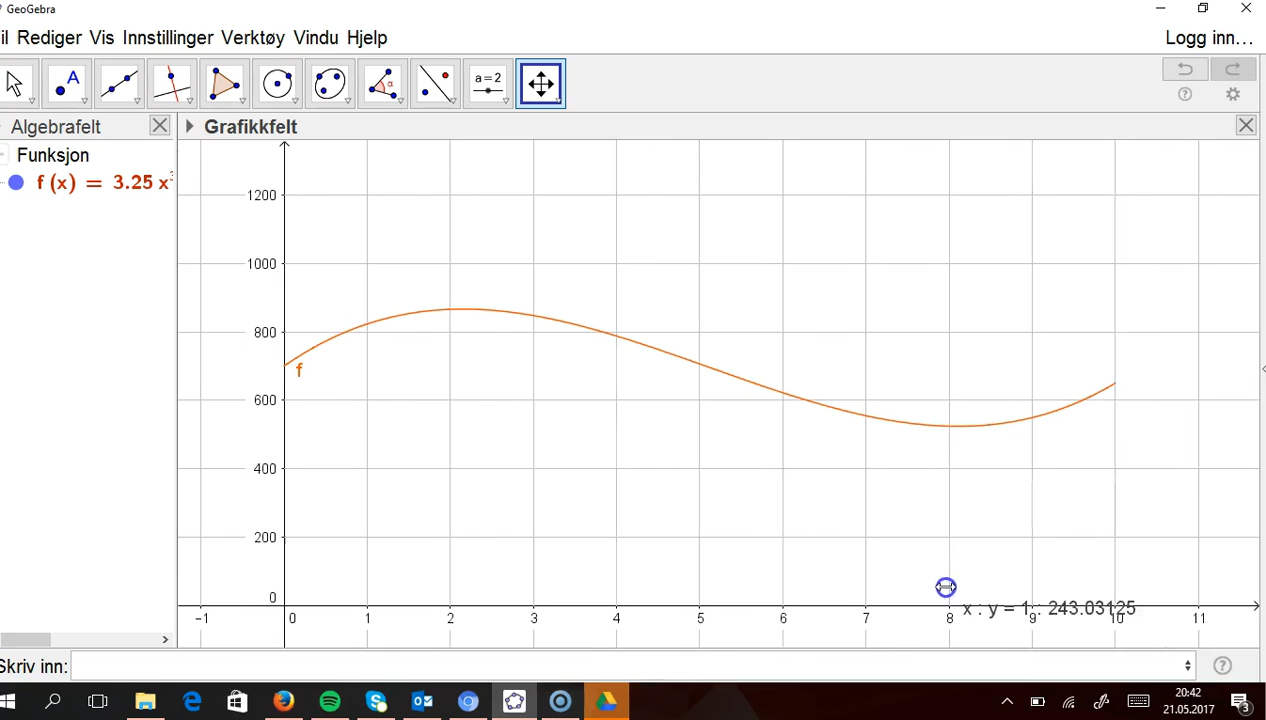 GeoGebra
il Rediger Vis Innstillinger Verktøy Vindu Hjelp Logg inn...
A α a = 2
Algebrafelt Grafikkfelt
Funksjon
f (x) = 3.25 x³
1200
1000
800
f
600
400
200
0
x : y = 1 : 243.03125
−1 0 1 2 3 4 5 6 7 8 9 10 11
Skriv inn:
20:42
21.05.2017
3